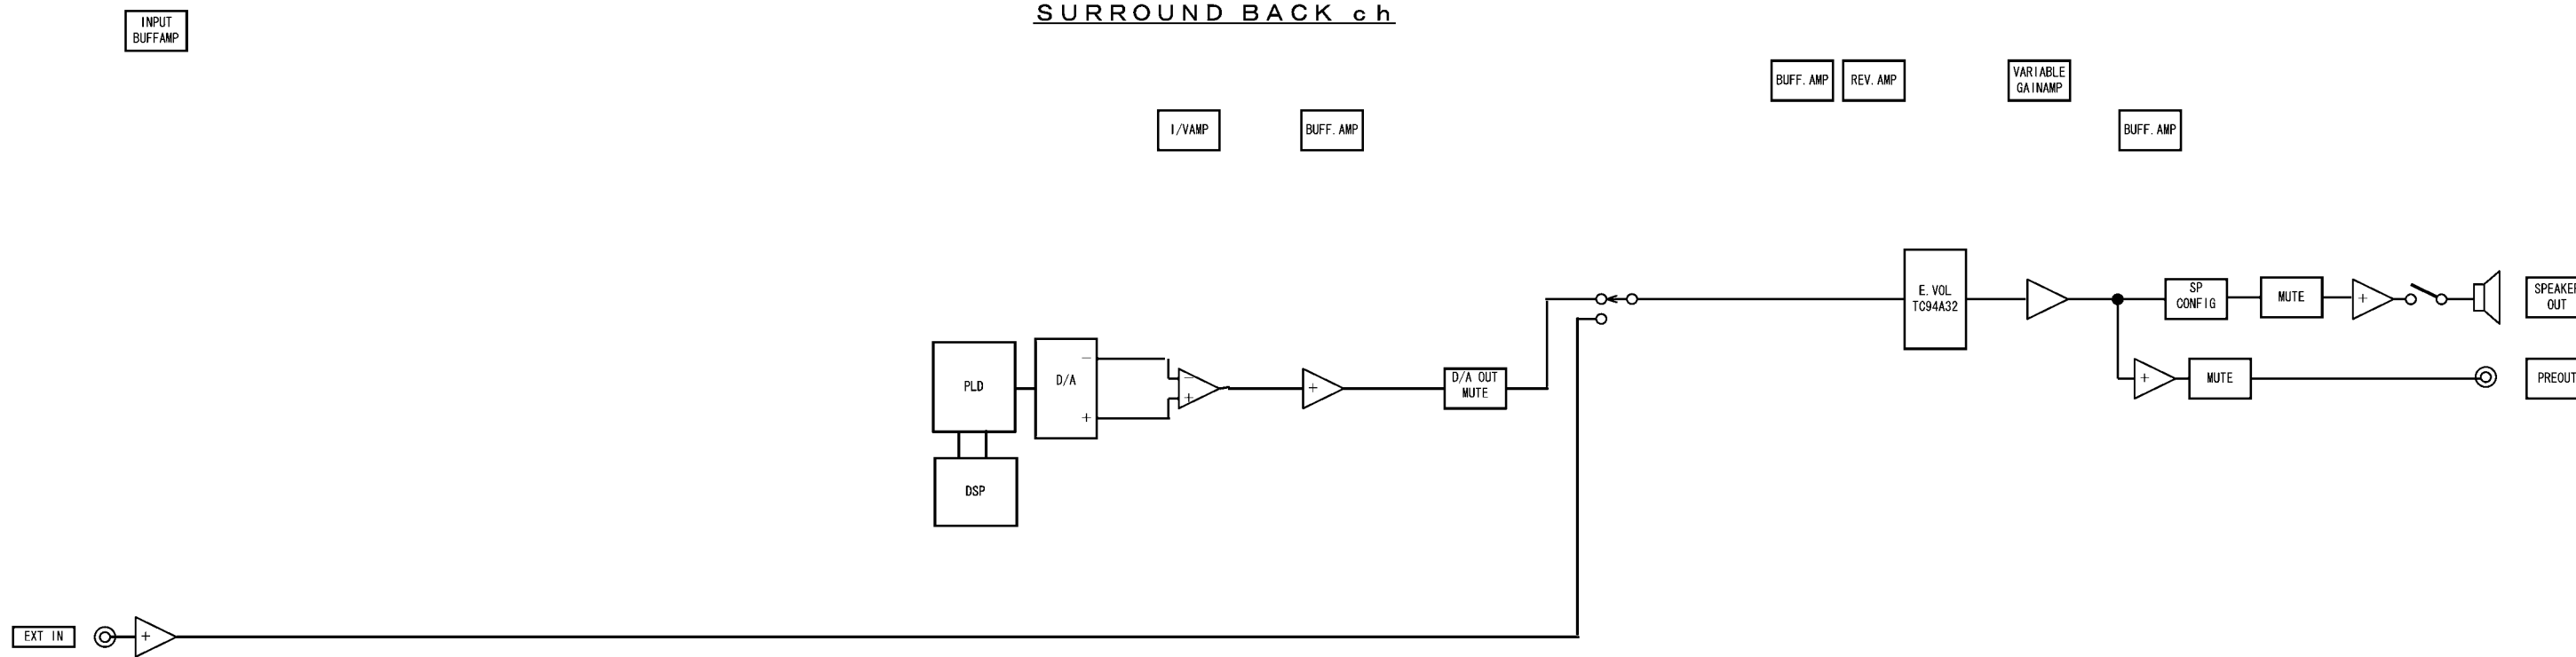 SURROUND BACK ch
INPUT
BUFFAMP
BUFF. AMP
REV. AMP
VARIABLE
GAINAMP
I/VAMP
BUFF. AMP
BUFF. AMP
E. VOL
TC94A32
SP
CONFIG
MUTE
+
SPEAKER
OUT
PLD
D/A
−
+
−
+
+
D/A OUT
MUTE
+
MUTE
PREOUT
DSP
EXT IN
+